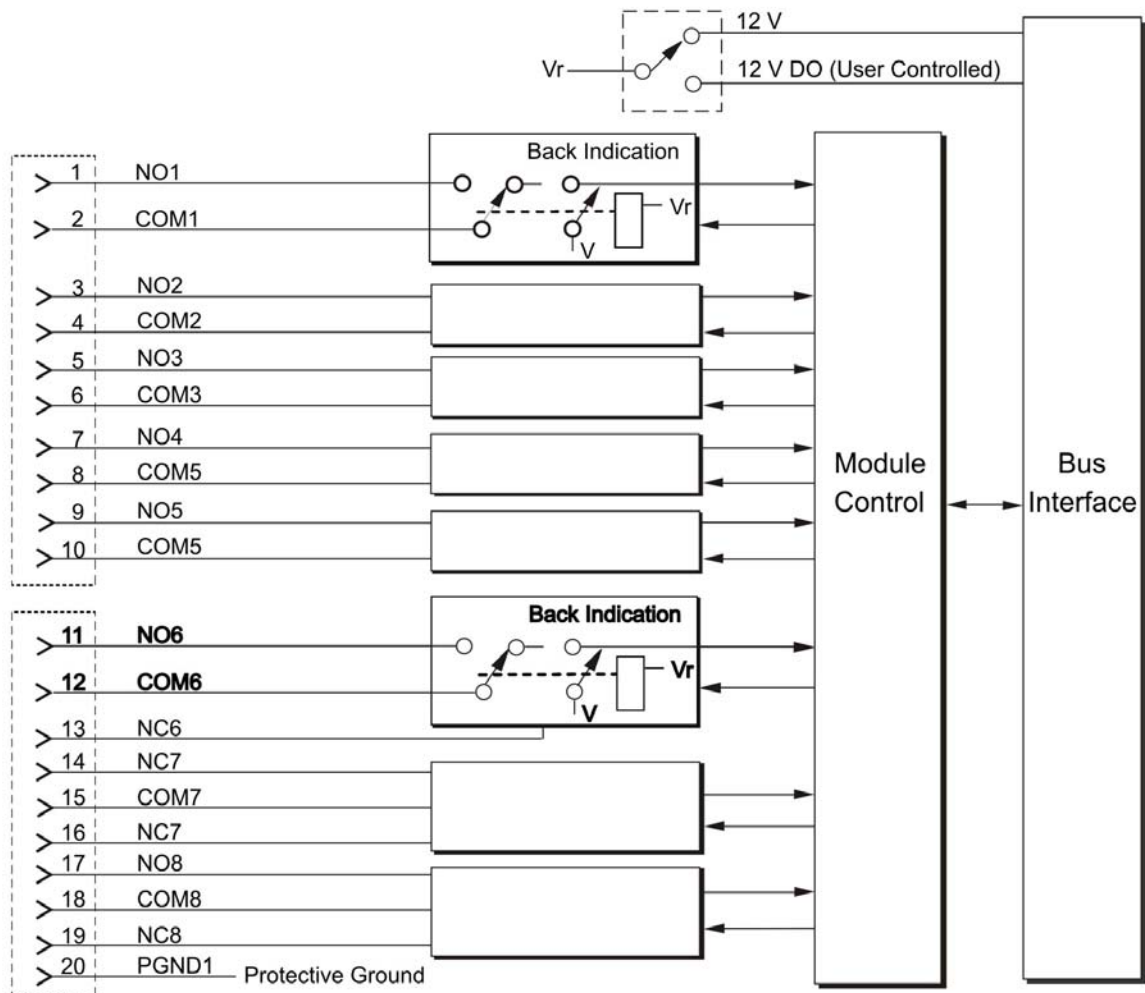 12 V
Vr
12 V DO (User Controlled)
Back Indication
1 NO1
Vr
2 COM1
V
3 NO2
4 COM2
5 NO3
6 COM3
7 NO4
8 COM5
9 NO5
10 COM5
Module
Control
Bus
Interface
Back Indication
11 NO6
Vr
12 COM6
V
13 NC6
14 NC7
15 COM7
16 NC7
17 NO8
18 COM8
19 NC8
20 PGND1 Protective Ground